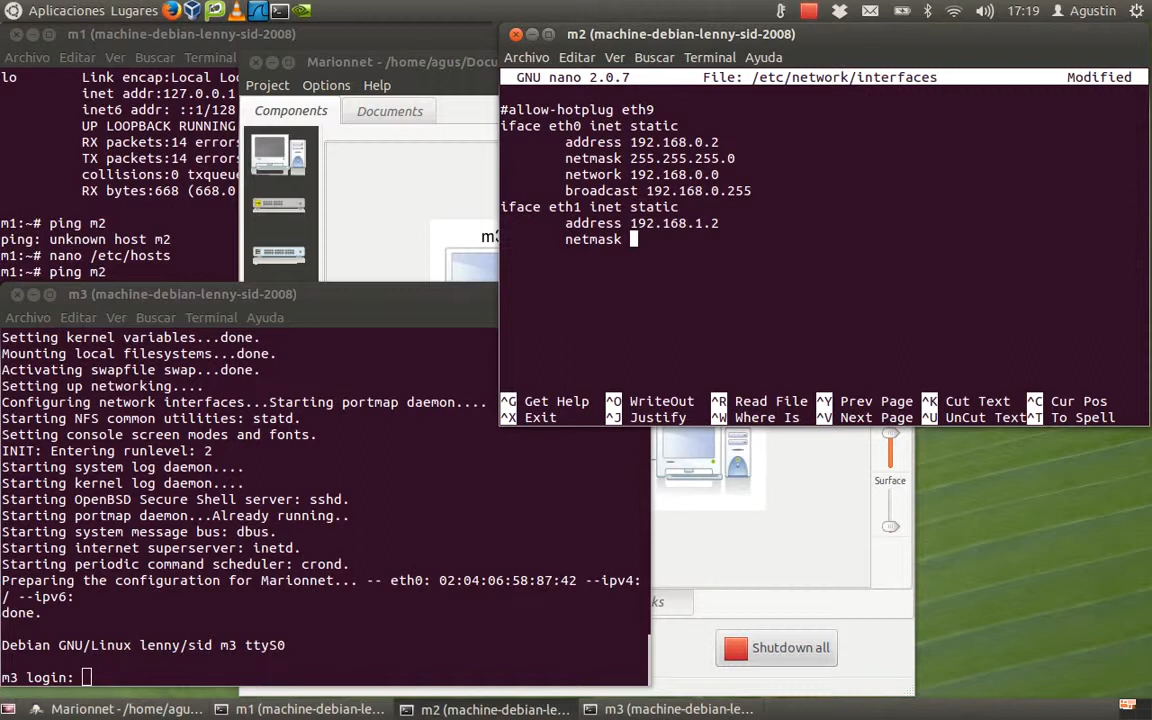 Aplicaciones Lugares
17:19 Agustin
m1 (machine-debian-lenny-sid-2008)
Archivo Editar Ver Buscar Terminal
lo Link encap:Local Lo
inet addr:127.0.0.1
inet6 addr: ::1/128
UP LOOPBACK RUNNING
RX packets:14 errors
TX packets:14 errors
collisions:0 txqueue
RX bytes:668 (668.0
m1:~# ping m2
ping: unknown host m2
m1:~# nano /etc/hosts
m1:~# ping m2
Marionnet - /home/agus/Docu
Project Options Help
Components Documents
m3
m2 (machine-debian-lenny-sid-2008)
Archivo Editar Ver Buscar Terminal Ayuda
GNU nano 2.0.7 File: /etc/network/interfaces Modified
#allow-hotplug eth9
iface eth0 inet static
address 192.168.0.2
netmask 255.255.255.0
network 192.168.0.0
broadcast 192.168.0.255
iface eth1 inet static
address 192.168.1.2
netmask
^G Get Help ^O WriteOut ^R Read File ^Y Prev Page ^K Cut Text ^C Cur Pos
^X Exit ^J Justify ^W Where Is ^V Next Page ^U UnCut Text ^T To Spell
m3 (machine-debian-lenny-sid-2008)
Archivo Editar Ver Buscar Terminal Ayuda
Setting kernel variables...done.
Mounting local filesystems...done.
Activating swapfile swap...done.
Setting up networking....
Configuring network interfaces...Starting portmap daemon....
Starting NFS common utilities: statd.
Setting console screen modes and fonts.
INIT: Entering runlevel: 2
Starting system log daemon....
Starting kernel log daemon....
Starting OpenBSD Secure Shell server: sshd.
Starting portmap daemon...Already running..
Starting system message bus: dbus.
Starting internet superserver: inetd.
Starting periodic command scheduler: crond.
Preparing the configuration for Marionnet... -- eth0: 02:04:06:58:87:42 --ipv4:
/ --ipv6:
done.
Debian GNU/Linux lenny/sid m3 ttyS0
m3 login:
Surface
ks
Shutdown all
Marionnet - /home/agu... m1 (machine-debian-le... m2 (machine-debian-le... m3 (machine-debian-le...